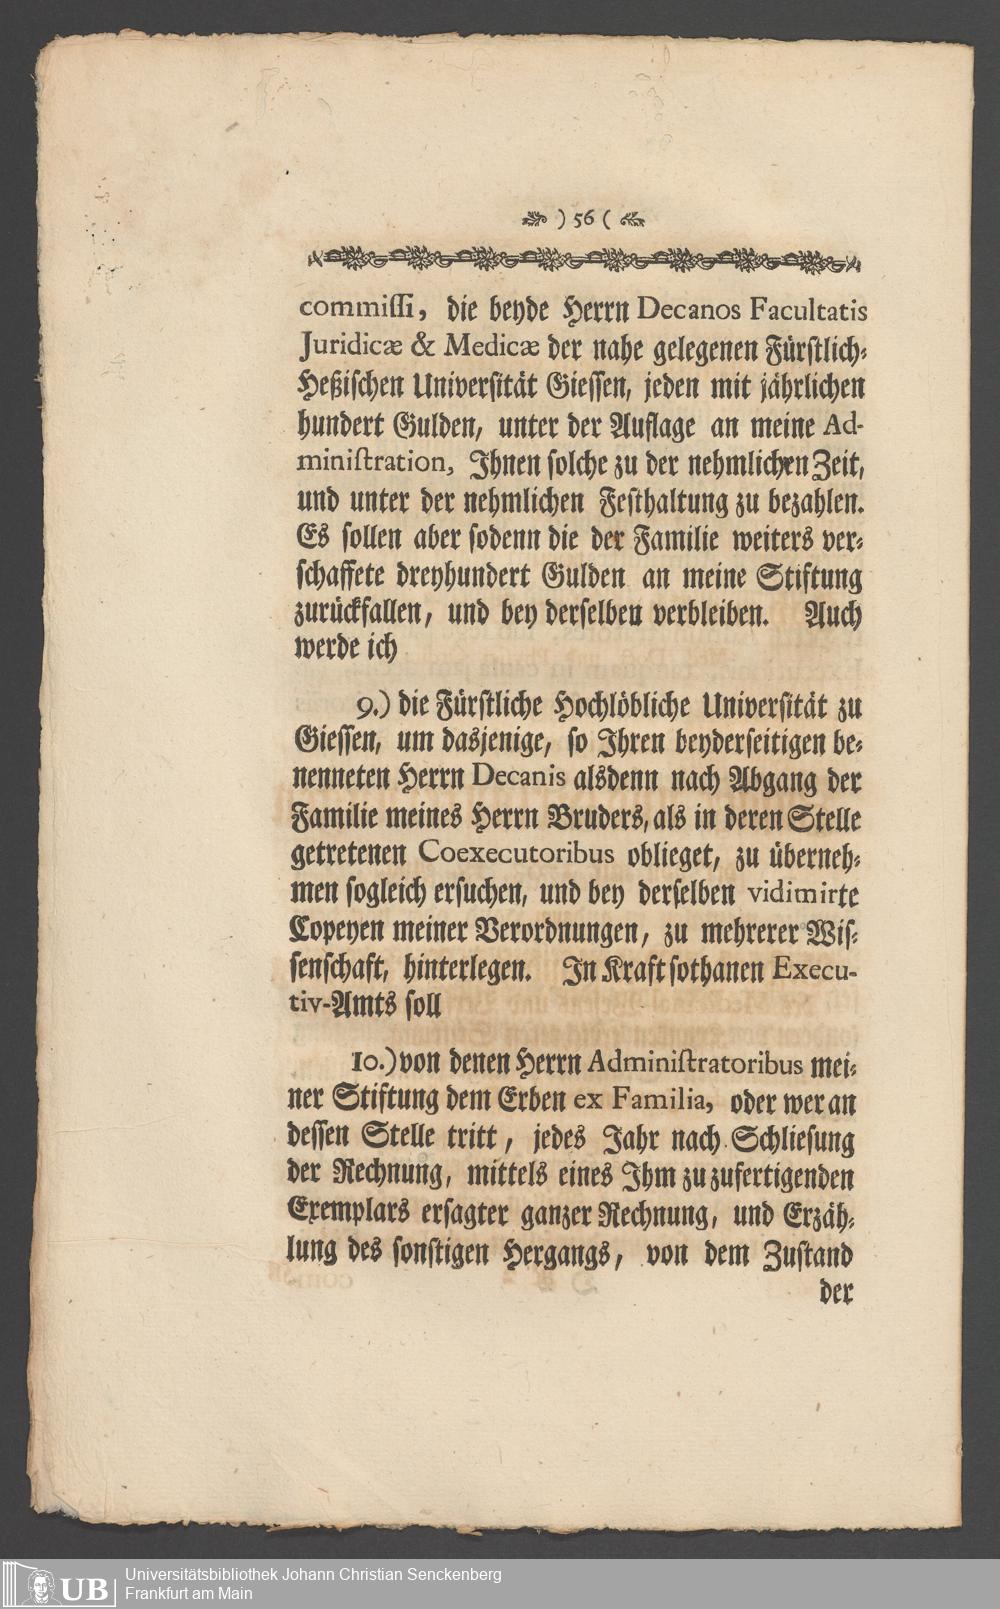 ) 56 (
commiſſi, die beyde Herrn Decanos Facultatis
Juridicæ & Medicæ der nahe gelegenen Fürſtlich-
Heßiſchen Univerſität Gieſſen, jeden mit jährlichen
hundert Gulden, unter der Auflage an meine Ad-
miniſtration, Ihnen ſolche zu der nehmlichen Zeit,
und unter der nehmlichen Feſthaltung zu bezahlen.
Es ſollen aber ſodenn die der Familie weiters ver-
ſchaffete dreyhundert Gulden an meine Stiftung
zurückfallen, und bey derſelben verbleiben. Auch
werde ich
9.) die Fürſtliche Hochlöbliche Univerſität zu
Gieſſen, um dasjenige, ſo Ihren beyderſeitigen be-
nenneten Herrn Decanis alsdenn nach Abgang der
Familie meines Herrn Bruders, als in deren Stelle
getretenen Coexecutoribus oblieget, zu überneh-
men ſogleich erſuchen, und bey derſelben vidimirte
Copeyen meiner Verordnungen, zu mehrerer Wiſ-
ſenſchaft, hinterlegen. In Kraft ſothanen Execu-
tiv-Amts ſoll
10.) von denen Herrn Adminiſtratoribus mei-
ner Stiftung dem Erben ex Familia, oder wer an
deſſen Stelle tritt, jedes Jahr nach Schlieſung
der Rechnung, mittels eines Ihm zu zufertigenden
Exemplars erſagter ganzer Rechnung, und Erzäh-
lung des ſonſtigen Hergangs, von dem Zuſtand
der
UB
Universitätsbibliothek Johann Christian Senckenberg
Frankfurt am Main